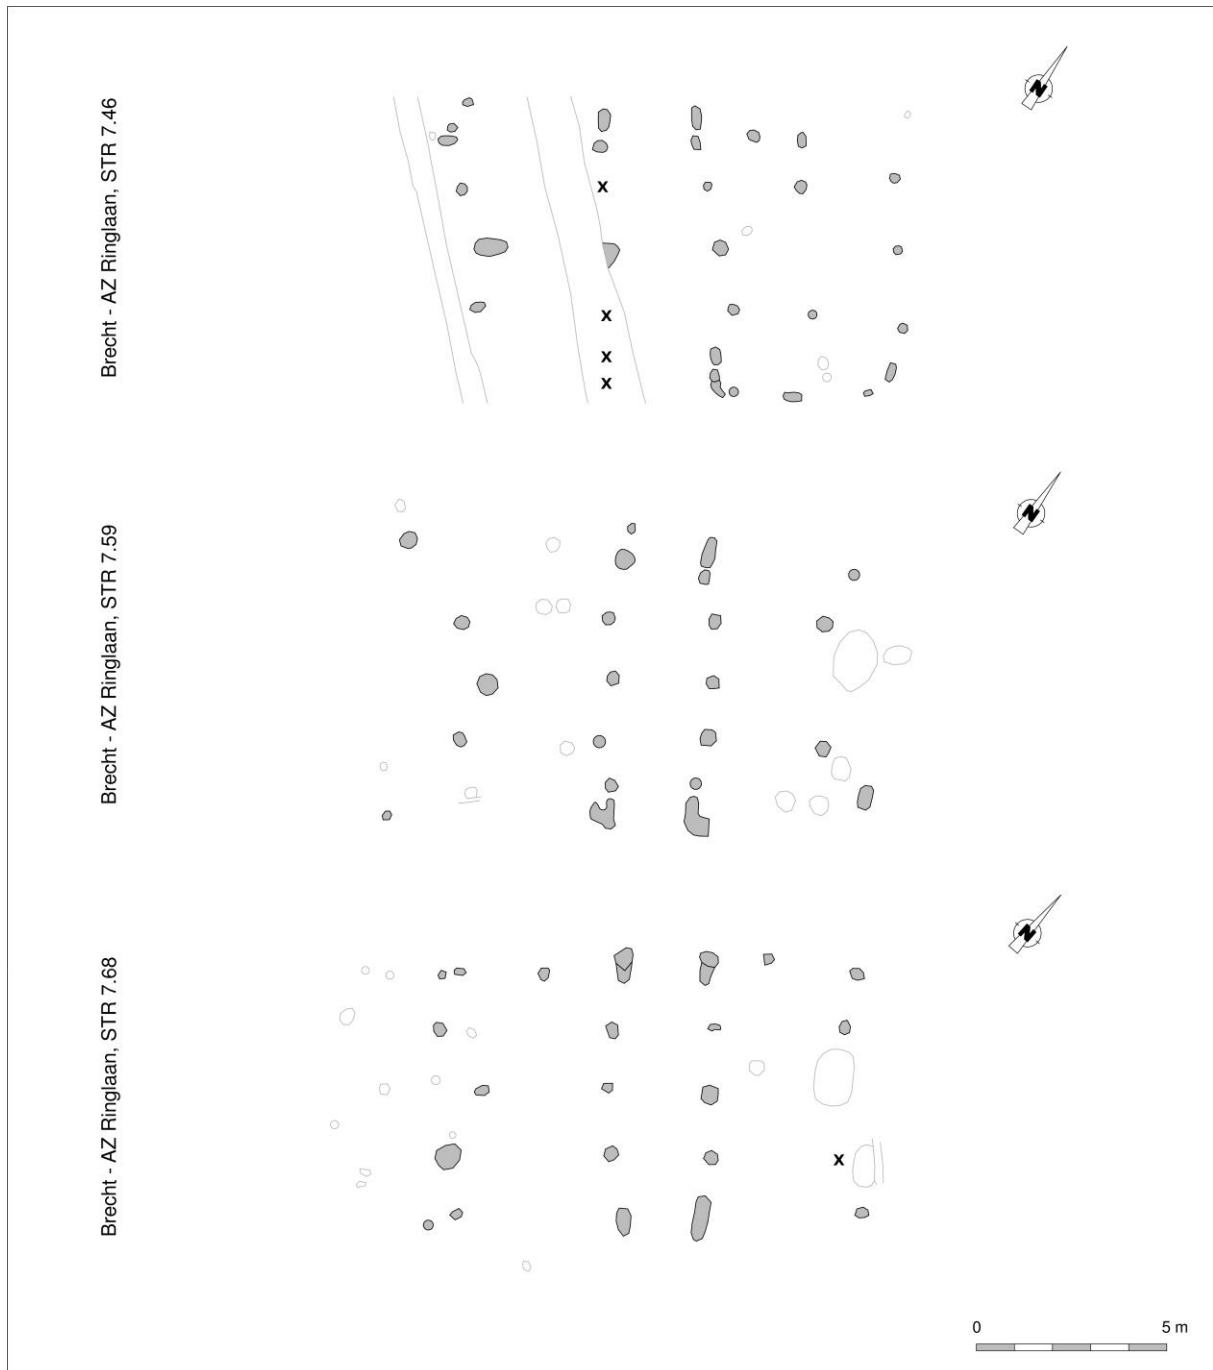 Brecht - AZ Ringlaan, STR 7.46
N
x
x
x
x
Brecht - AZ Ringlaan, STR 7.59
N
Brecht - AZ Ringlaan, STR 7.68
N
x
0 5 m